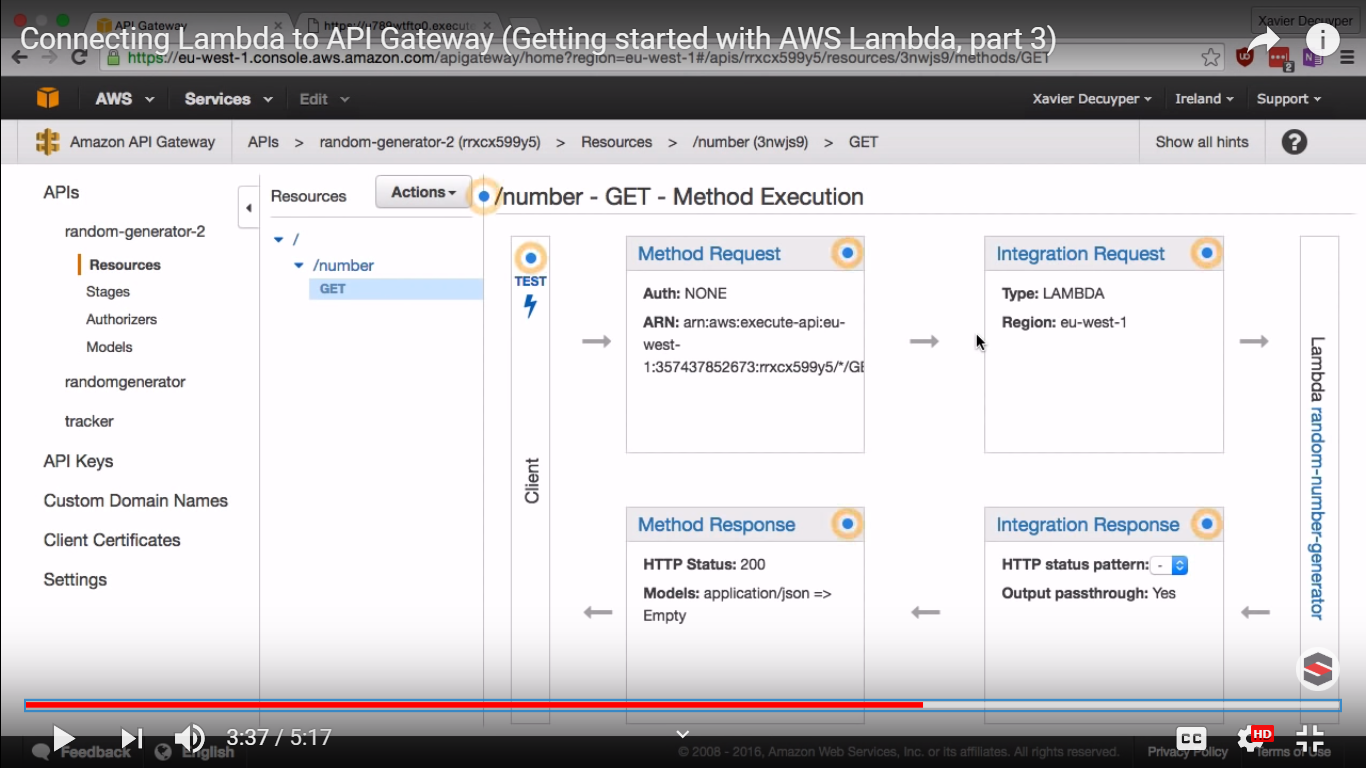 API Gateway
Xavier Decuyper
Connecting Lambda to API Gateway (Getting started with AWS Lambda, part 3)
https://eu-west-1.console.aws.amazon.com/apigateway/home?region=eu-west-1#/apis/rrxcx599y5/resources/3nwjs9/methods/GET
2
AWS Services Edit Xavier Decuyper Ireland Support
Amazon API Gateway APIs > random-generator-2 (rrxcx599y5) > Resources > /number (3nwjs9) > GET Show all hints ?
APIs
random-generator-2
Resources
Stages
Authorizers
Models
randomgenerator
tracker
API Keys
Custom Domain Names
Client Certificates
Settings
Resources
Actions
/
/number
GET
/number - GET - Method Execution
TEST
Client
Method Request
Auth: NONE
ARN: arn:aws:execute-api:eu-
west-
1:357437852673:rrxcx599y5/*/GE
Integration Request
Type: LAMBDA
Region: eu-west-1
Lambda random-number-generator
Method Response
HTTP Status: 200
Models: application/json =>
Empty
Integration Response
HTTP status pattern: -
Output passthrough: Yes
3:37 / 5:17
CC
HD
Feedback English
© 2008 - 2016, Amazon Web Services, Inc. or its affiliates. All rights reserved. Privacy Policy Terms of Use